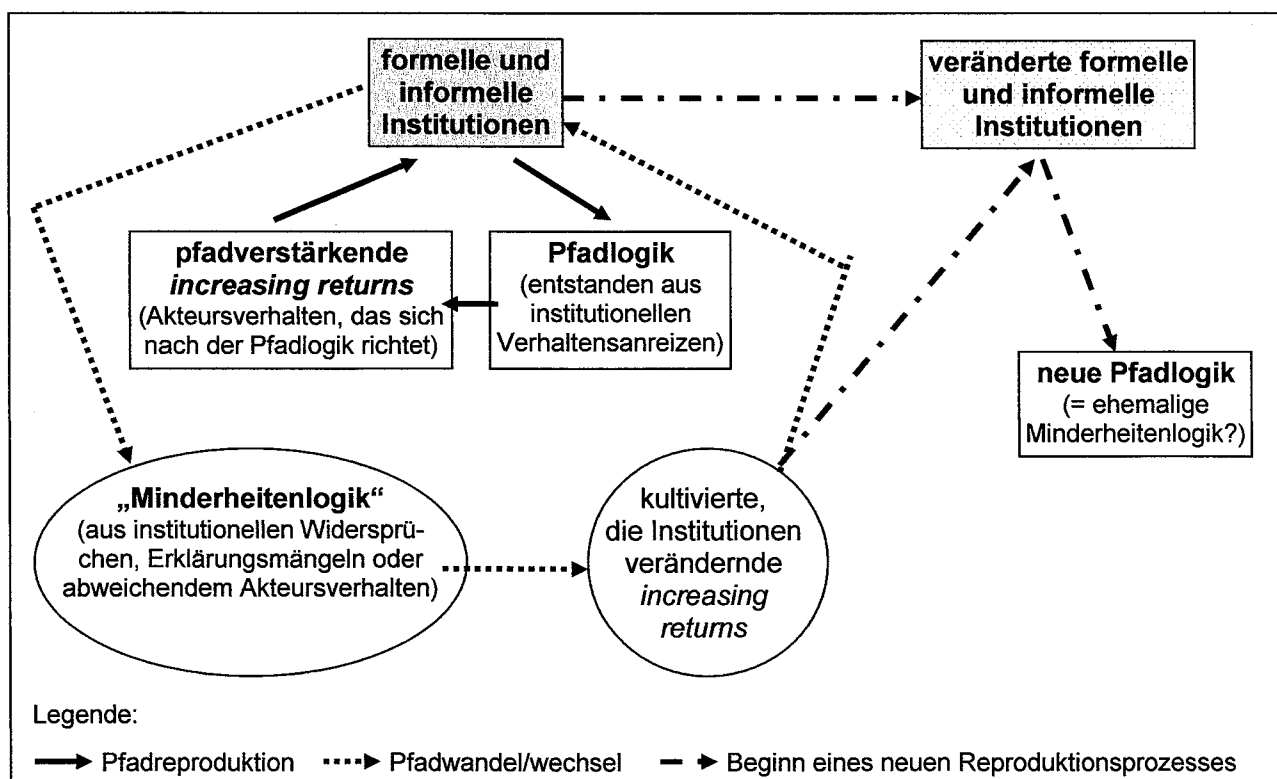 formelle und
informelle
Institutionen
veränderte formelle
und informelle
Institutionen
pfadverstärkende
increasing returns
(Akteursverhalten, das sich
nach der Pfadlogik richtet)
Pfadlogik
(entstanden aus
institutionellen
Verhaltensanreizen)
neue Pfadlogik
(= ehemalige
Minderheitenlogik?)
„Minderheitenlogik“
(aus institutionellen Widersprü-
chen, Erklärungsmängeln oder
abweichendem Akteursverhalten)
kultivierte,
die Institutionen
verändernde
increasing
returns
Legende:
Pfadreproduktion
Pfadwandel/wechsel
Beginn eines neuen Reproduktionsprozesses